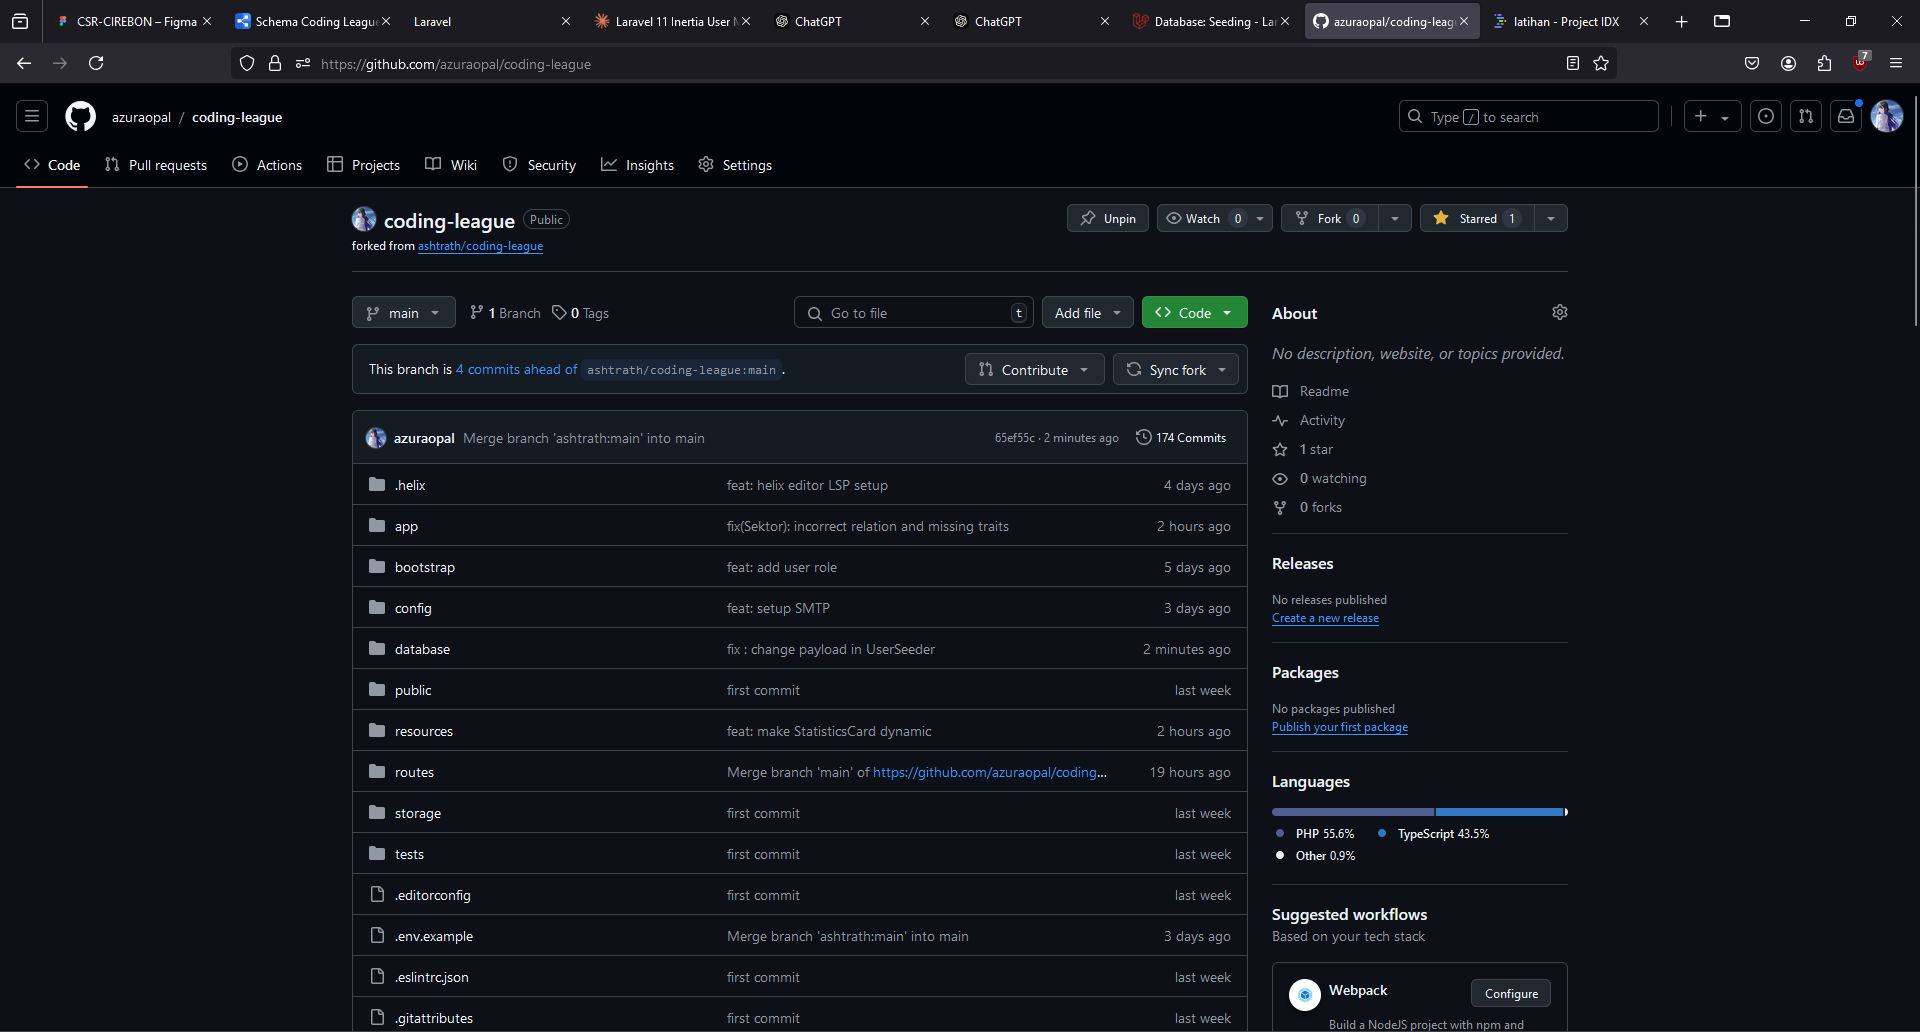 CSR-CIREBON – Figma
Schema Coding League
Laravel
Laravel 11 Inertia User M
ChatGPT
ChatGPT
Database: Seeding - Lar
azuraopal/coding-leagu
latihan - Project IDX
https://github.com/azuraopal/coding-league
7
azuraopal / coding-league
Type / to search
Code
Pull requests
Actions
Projects
Wiki
Security
Insights
Settings
coding-league Public
forked from ashtrath/coding-league
Unpin
Watch 0
Fork 0
Starred 1
main
1 Branch
0 Tags
Go to file t
Add file
Code
This branch is 4 commits ahead of ashtrath/coding-league:main .
Contribute
Sync fork
azuraopal Merge branch 'ashtrath:main' into main 65ef55c · 2 minutes ago 174 Commits
.helix feat: helix editor LSP setup 4 days ago
app fix(Sektor): incorrect relation and missing traits 2 hours ago
bootstrap feat: add user role 5 days ago
config feat: setup SMTP 3 days ago
database fix : change payload in UserSeeder 2 minutes ago
public first commit last week
resources feat: make StatisticsCard dynamic 2 hours ago
routes Merge branch 'main' of https://github.com/azuraopal/coding... 19 hours ago
storage first commit last week
tests first commit last week
.editorconfig first commit last week
.env.example Merge branch 'ashtrath:main' into main 3 days ago
.eslintrc.json first commit last week
.gitattributes first commit last week
About
No description, website, or topics provided.
Readme
Activity
1 star
0 watching
0 forks
Releases
No releases published
Create a new release
Packages
No packages published
Publish your first package
Languages
PHP 55.6% TypeScript 43.5%
Other 0.9%
Suggested workflows
Based on your tech stack
Webpack
Configure
Build a NodeJS project with npm and